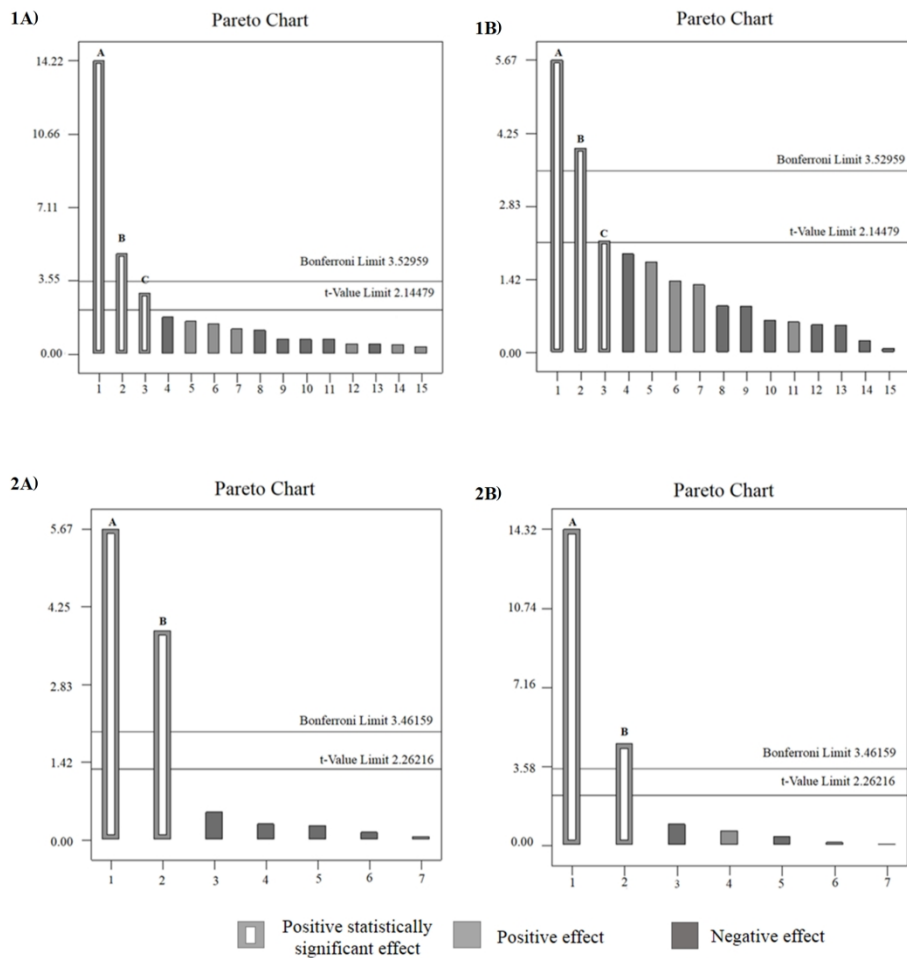 1A)
Pareto Chart
A
14.22
10.66
7.11
B
Bonferroni Limit 3.52959
3.55
C
t-Value Limit 2.14479
0.00
1 2 3 4 5 6 7 8 9 10 11 12 13 14 15
1B)
Pareto Chart
A
5.67
4.25
B
Bonferroni Limit 3.52959
2.83
C
t-Value Limit 2.14479
1.42
0.00
1 2 3 4 5 6 7 8 9 10 11 12 13 14 15
2A)
Pareto Chart
A
5.67
4.25
B
2.83
Bonferroni Limit 3.46159
1.42
t-Value Limit 2.26216
0.00
1 2 3 4 5 6 7
2B)
Pareto Chart
A
14.32
10.74
7.16
B
Bonferroni Limit 3.46159
3.58
t-Value Limit 2.26216
0.00
1 2 3 4 5 6 7
Positive statistically
significant effect
Positive effect
Negative effect